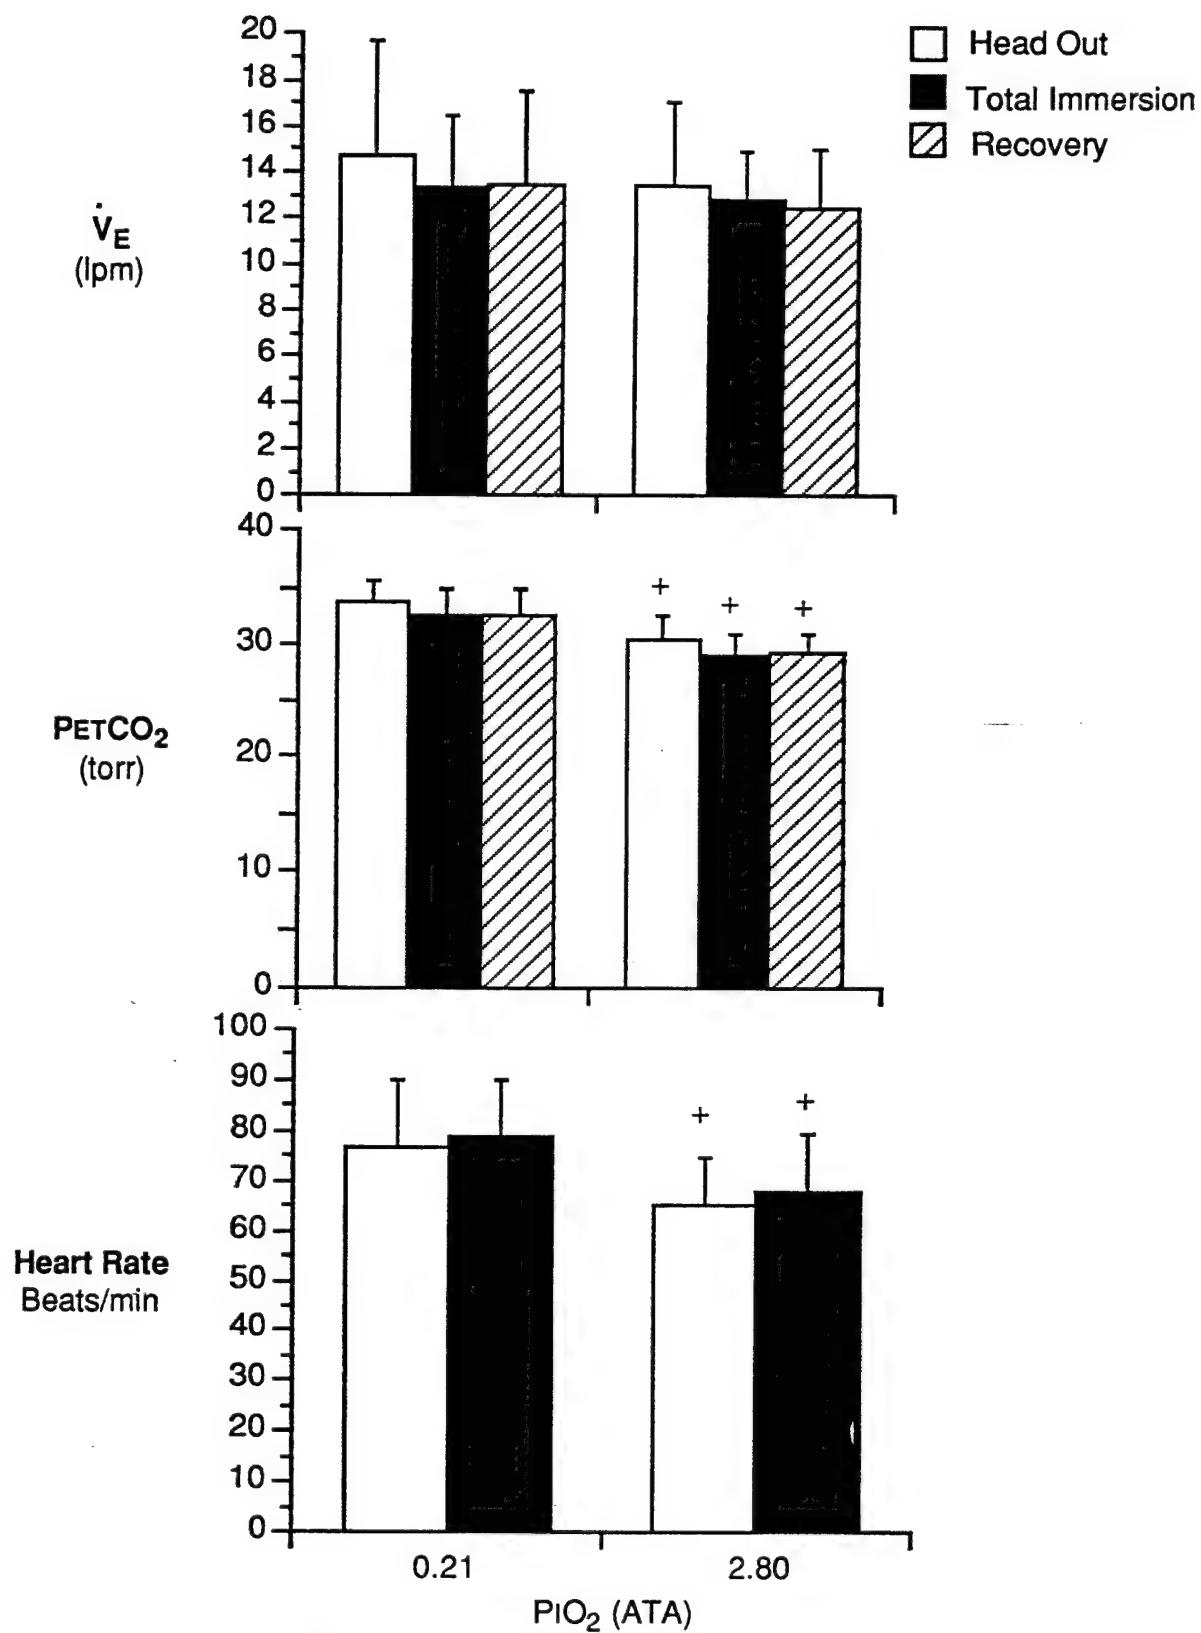 20
18
16
14
12
10
8
6
4
2
0
V̇E
(lpm)
Head Out
Total Immersion
Recovery
40
30
20
10
0
PETCO2
(torr)
+ + +
100
90
80
70
60
50
40
30
20
10
0
Heart Rate
Beats/min
+ +
0.21 2.80
PIO2 (ATA)